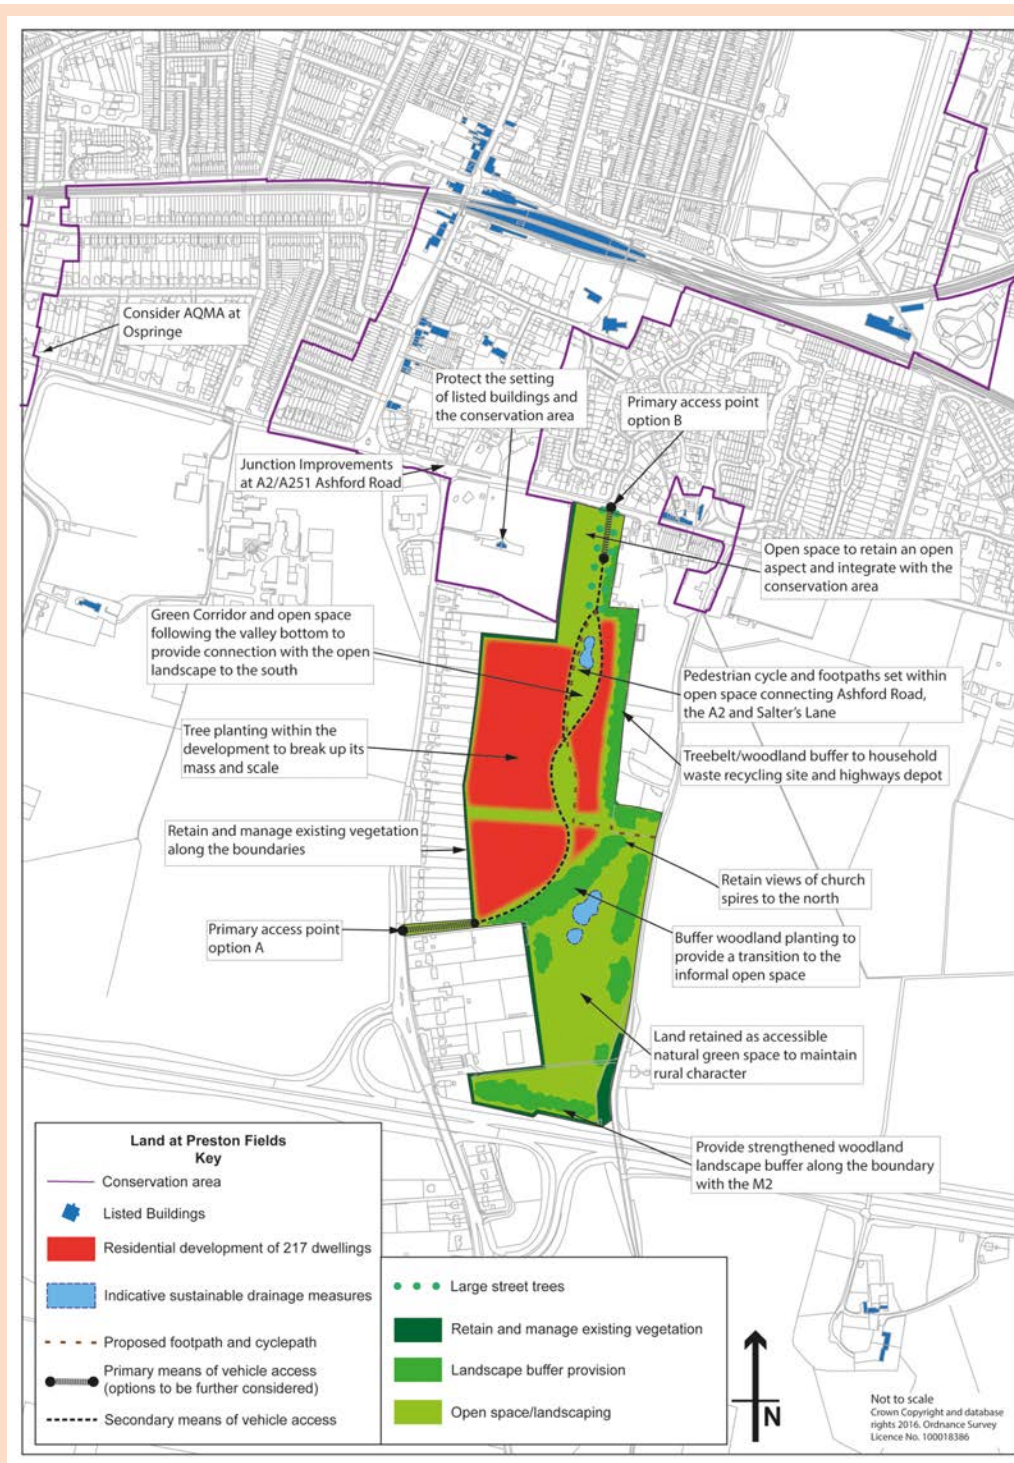 Consider AQMA at
Ospringe
Protect the setting
of listed buildings and
the conservation area
Primary access point
option B
Junction Improvements
at A2/A251 Ashford Road
Open space to retain an open
aspect and integrate with the
conservation area
Green Corridor and open space
following the valley bottom to
provide connection with the open
landscape to the south
Pedestrian cycle and footpaths set within
open space connecting Ashford Road,
the A2 and Salter's Lane
Tree planting within the
development to break up its
mass and scale
Treebelt/woodland buffer to household
waste recycling site and highways depot
Retain and manage existing vegetation
along the boundaries
Retain views of church
spires to the north
Primary access point
option A
Buffer woodland planting to
provide a transition to the
informal open space
Land retained as accessible
natural green space to maintain
rural character
Provide strengthened woodland
landscape buffer along the boundary
with the M2
Land at Preston Fields
Key
Conservation area
Listed Buildings
Residential development of 217 dwellings
Indicative sustainable drainage measures
Proposed footpath and cyclepath
Primary means of vehicle access
(options to be further considered)
Secondary means of vehicle access
Large street trees
Retain and manage existing vegetation
Landscape buffer provision
Open space/landscaping
N
Not to scale
Crown Copyright and database
rights 2016. Ordnance Survey
Licence No. 100018386